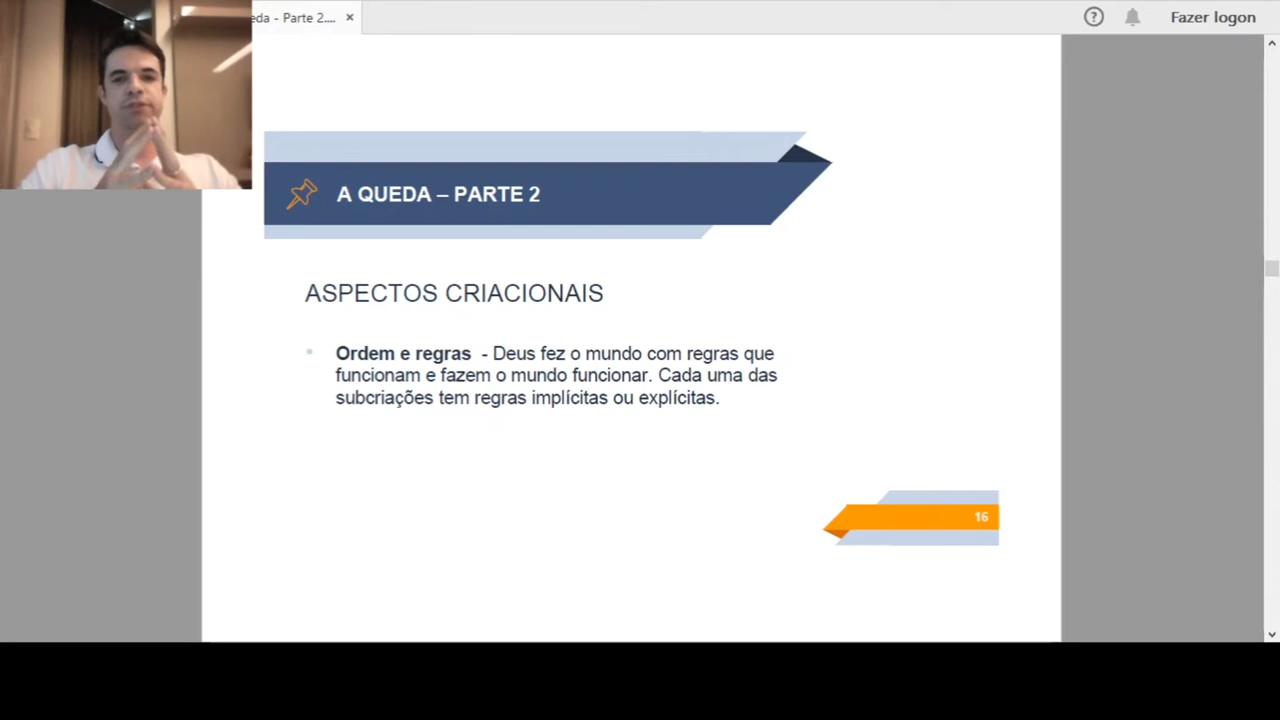 eda - Parte 2....
Fazer logon
A QUEDA – PARTE 2
ASPECTOS CRIACIONAIS
Ordem e regras  - Deus fez o mundo com regras que
funcionam e fazem o mundo funcionar. Cada uma das
subcriações tem regras implícitas ou explícitas.
16